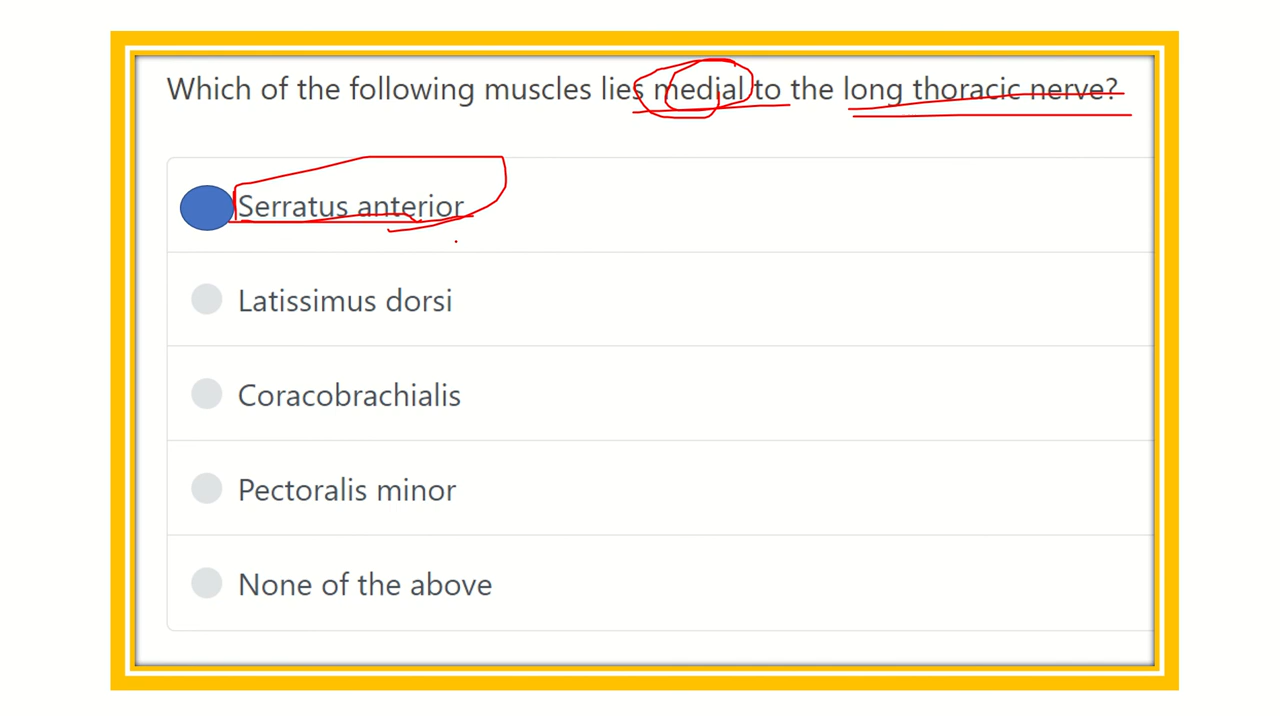 Which of the following muscles lies medial to the long thoracic nerve?
Serratus anterior
Latissimus dorsi
Coracobrachialis
Pectoralis minor
None of the above